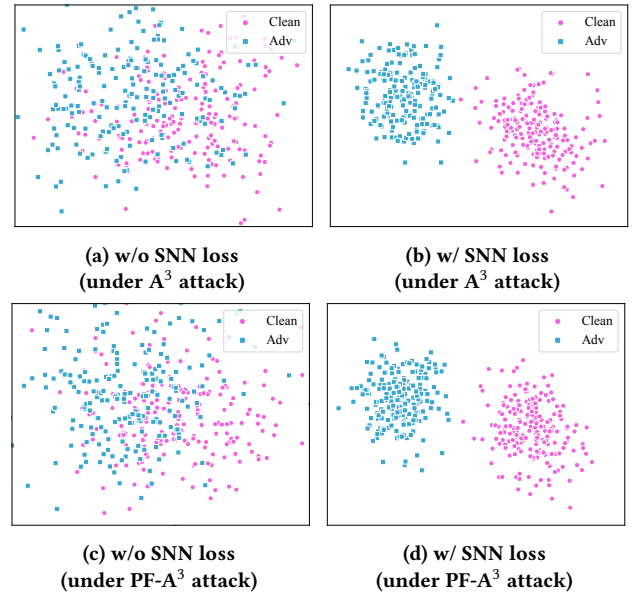 Clean
Adv
Clean
Adv
(a) w/o SNN loss
(under A³ attack)
(b) w/ SNN loss
(under A³ attack)
Clean
Adv
Clean
Adv
(c) w/o SNN loss
(under PF-A³ attack)
(d) w/ SNN loss
(under PF-A³ attack)